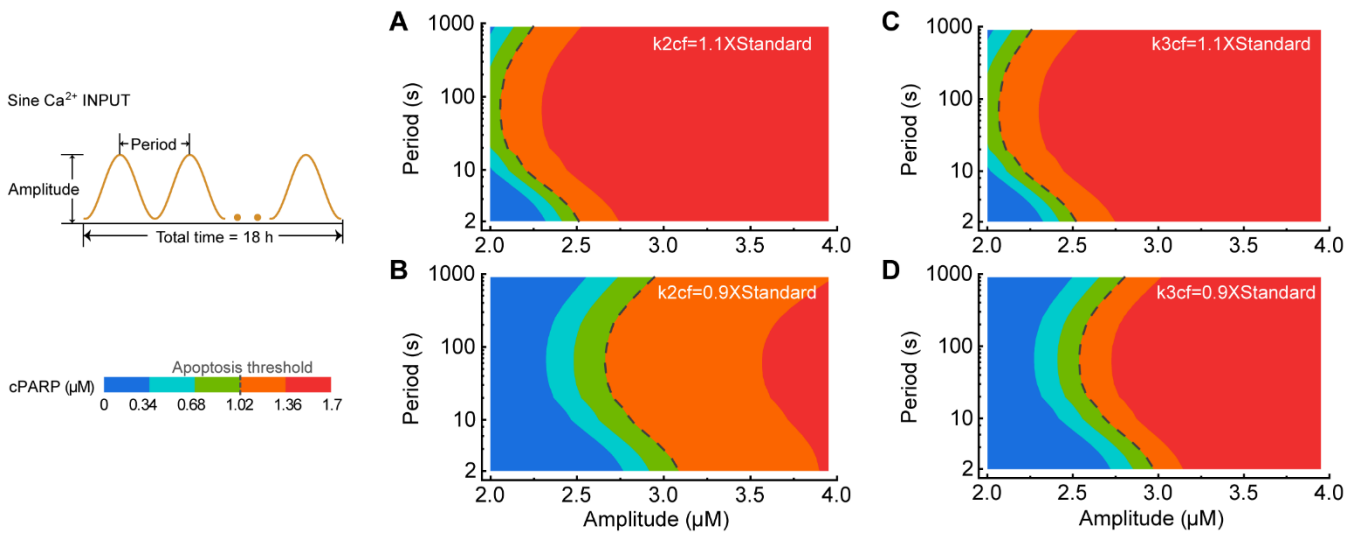 Sine Ca²⁺ INPUT
Period
Amplitude
Total time = 18 h
Apoptosis threshold
cPARP (μM)
0 0.34 0.68 1.02 1.36 1.7
A
k2cf=1.1XStandard
Period (s)
1000
100
10
2
2.0 2.5 3.0 3.5 4.0
B
k2cf=0.9XStandard
Period (s)
1000
100
10
2
2.0 2.5 3.0 3.5 4.0
Amplitude (μM)
C
k3cf=1.1XStandard
Period (s)
1000
100
10
2
2.0 2.5 3.0 3.5 4.0
D
k3cf=0.9XStandard
Period (s)
1000
100
10
2
2.0 2.5 3.0 3.5 4.0
Amplitude (μM)